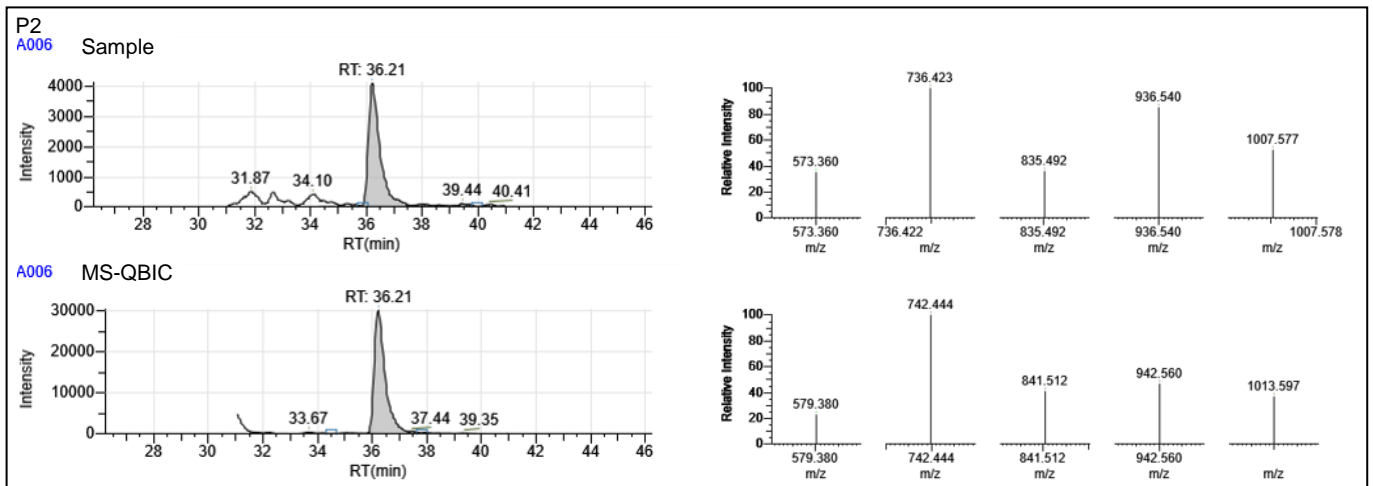 P2
A006 Sample
RT: 36.21
4000
3000
2000
1000
0
Intensity
31.87
34.10
39.44
40.41
28 30 32 34 36 38 40 42 44 46
RT(min)
100
80
60
40
20
0
Relative Intensity
573.360
736.423
835.492
936.540
1007.577
573.360 736.422 835.492 936.540 1007.578
m/z m/z m/z m/z m/z
A006 MS-QBIC
RT: 36.21
30000
20000
10000
0
Intensity
33.67
37.44
39.35
28 30 32 34 36 38 40 42 44 46
RT(min)
100
80
60
40
20
0
Relative Intensity
579.380
742.444
841.512
942.560
1013.597
579.380 742.444 841.512 942.560
m/z m/z m/z m/z m/z